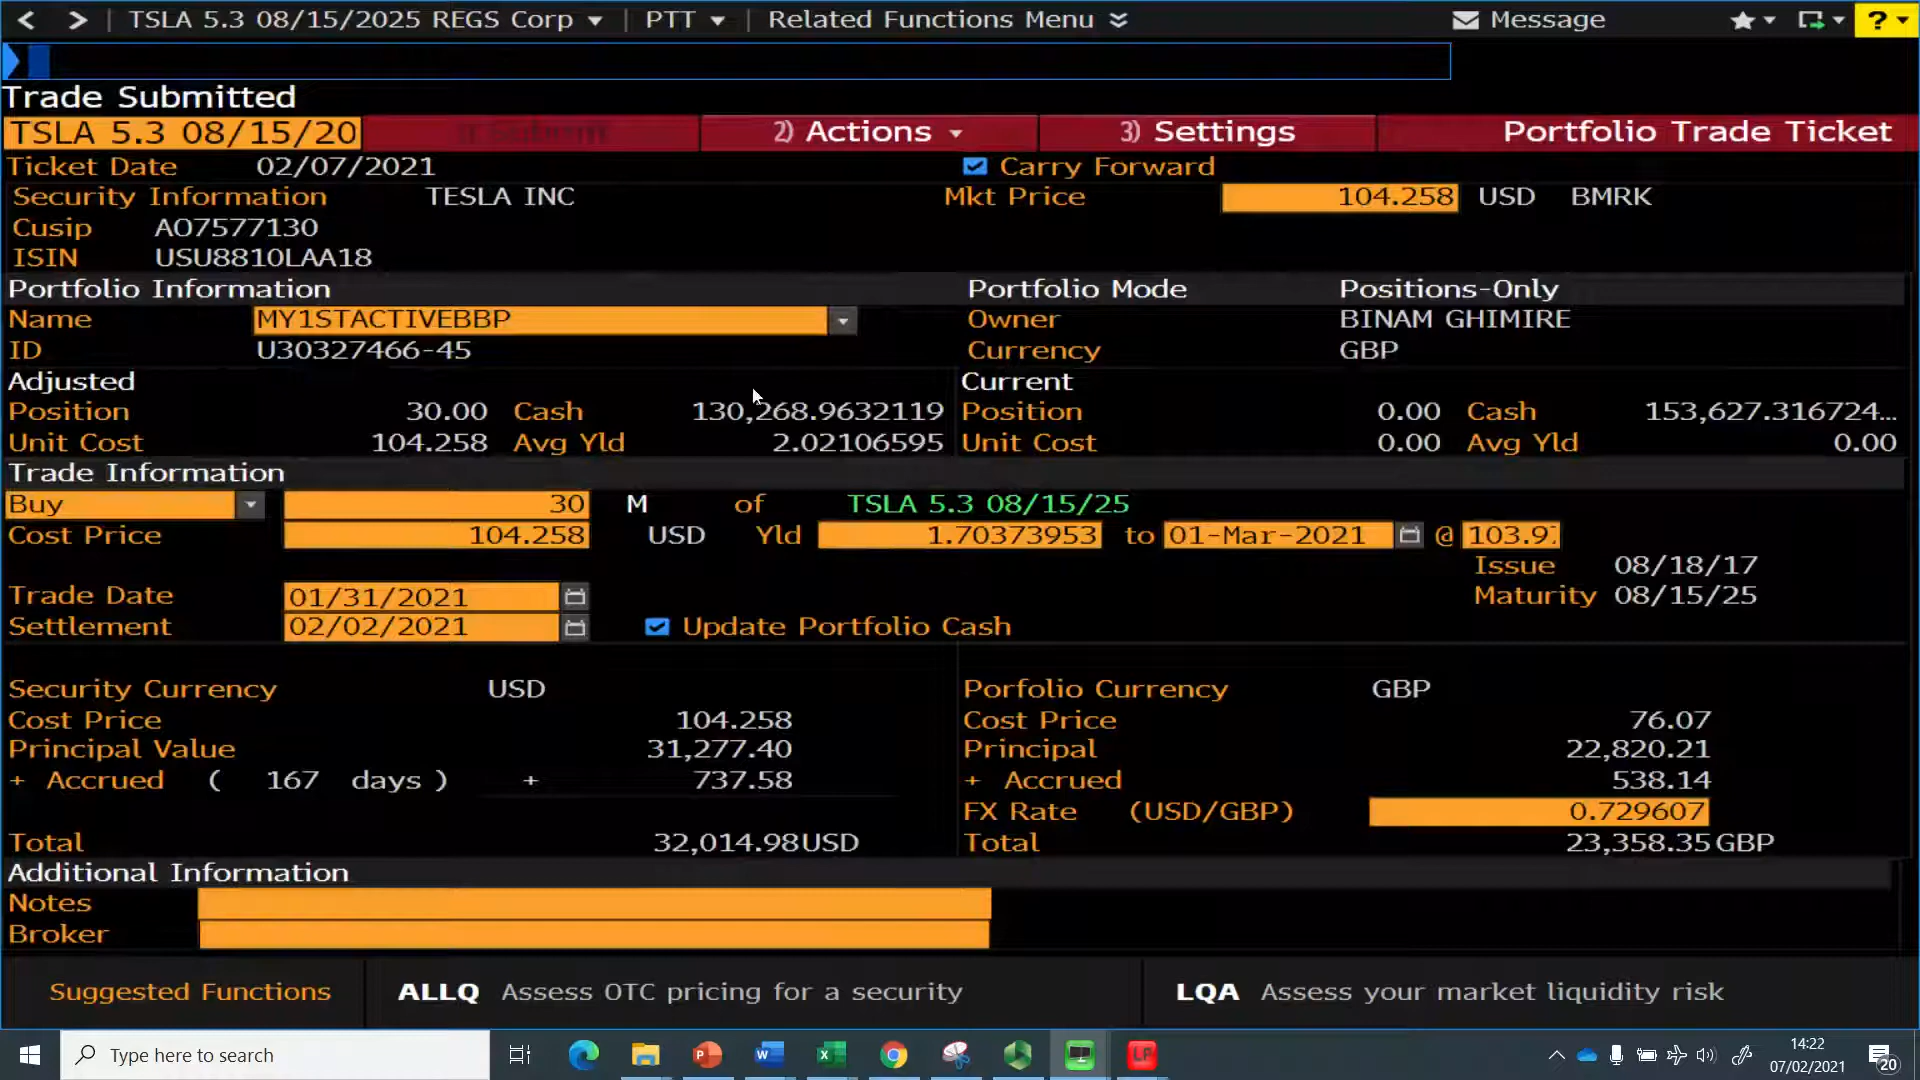 TSLA 5.3 08/15/2025 REGS Corp PTT Related Functions Menu Message ?
Trade Submitted
TSLA 5.3 08/15/20 2) Actions 3) Settings Portfolio Trade Ticket
Ticket Date 02/07/2021 Carry Forward
Security Information TESLA INC Mkt Price 104.258 USD BMRK
Cusip AO7577130
ISIN USU8810LAA18
Portfolio Information Portfolio Mode Positions-Only
Name MY1STACTIVEBBP Owner BINAM GHIMIRE
ID U30327466-45 Currency GBP
Adjusted Current
Position 30.00 Cash 130,268.9632119 Position 0.00 Cash 153,627.316724...
Unit Cost 104.258 Avg Yld 2.02106595 Unit Cost 0.00 Avg Yld 0.00
Trade Information
Buy 30 M of TSLA 5.3 08/15/25
Cost Price 104.258 USD Yld 1.70373953 to 01-Mar-2021 @ 103.9
Issue 08/18/17
Trade Date 01/31/2021 Maturity 08/15/25
Settlement 02/02/2021 Update Portfolio Cash
Security Currency USD Porfolio Currency GBP
Cost Price 104.258 Cost Price 76.07
Principal Value 31,277.40 Principal 22,820.21
+ Accrued ( 167 days ) + 737.58 + Accrued 538.14
FX Rate (USD/GBP) 0.729607
Total 32,014.98USD Total 23,358.35 GBP
Additional Information
Notes
Broker
Suggested Functions ALLQ Assess OTC pricing for a security LQA Assess your market liquidity risk
Type here to search 14:22
07/02/2021 20